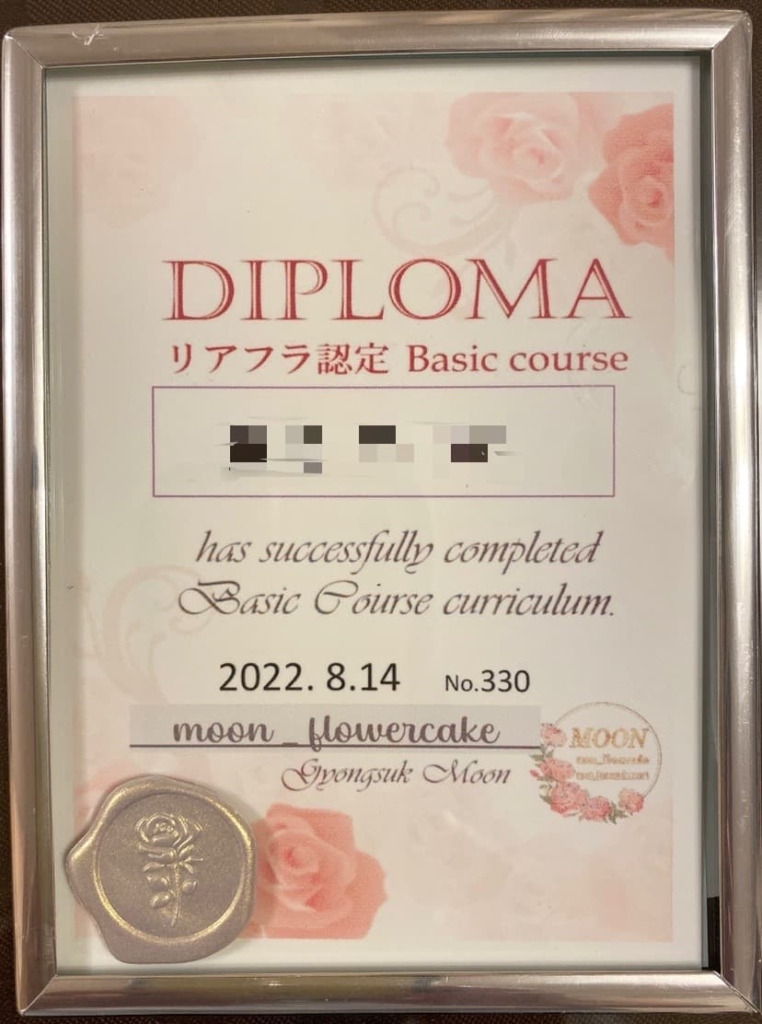 DIPLOMA
リアフラ認定 Basic course
has successfully completed
Basic Course curriculum.
2022. 8.14 No.330
moon_flowercake
Gyongsuk Moon
MOON